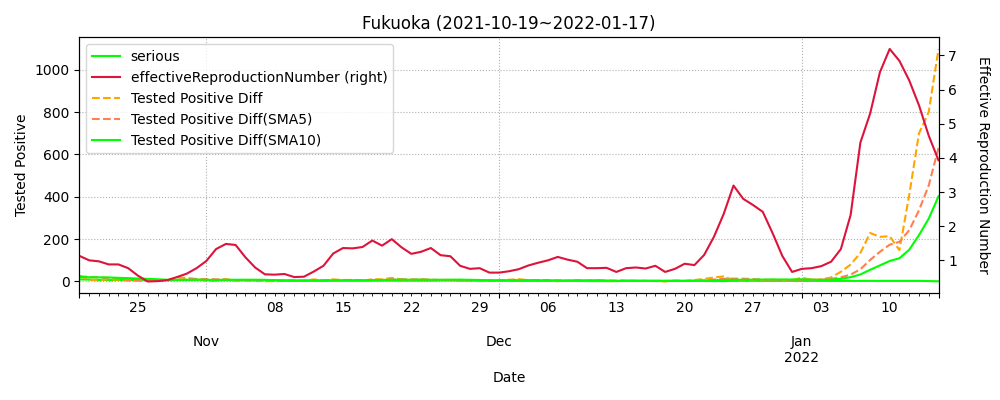 Fukuoka (2021-10-19~2022-01-17)
serious
effectiveReproductionNumber (right)
Tested Positive Diff
Tested Positive Diff(SMA5)
Tested Positive Diff(SMA10)
Tested Positive
1000
800
600
400
200
0
7
6
5
4
3
2
1
Effective Reproduction Number
25
08
15
22
29
06
13
20
27
03
10
Nov
Dec
Jan
2022
Date